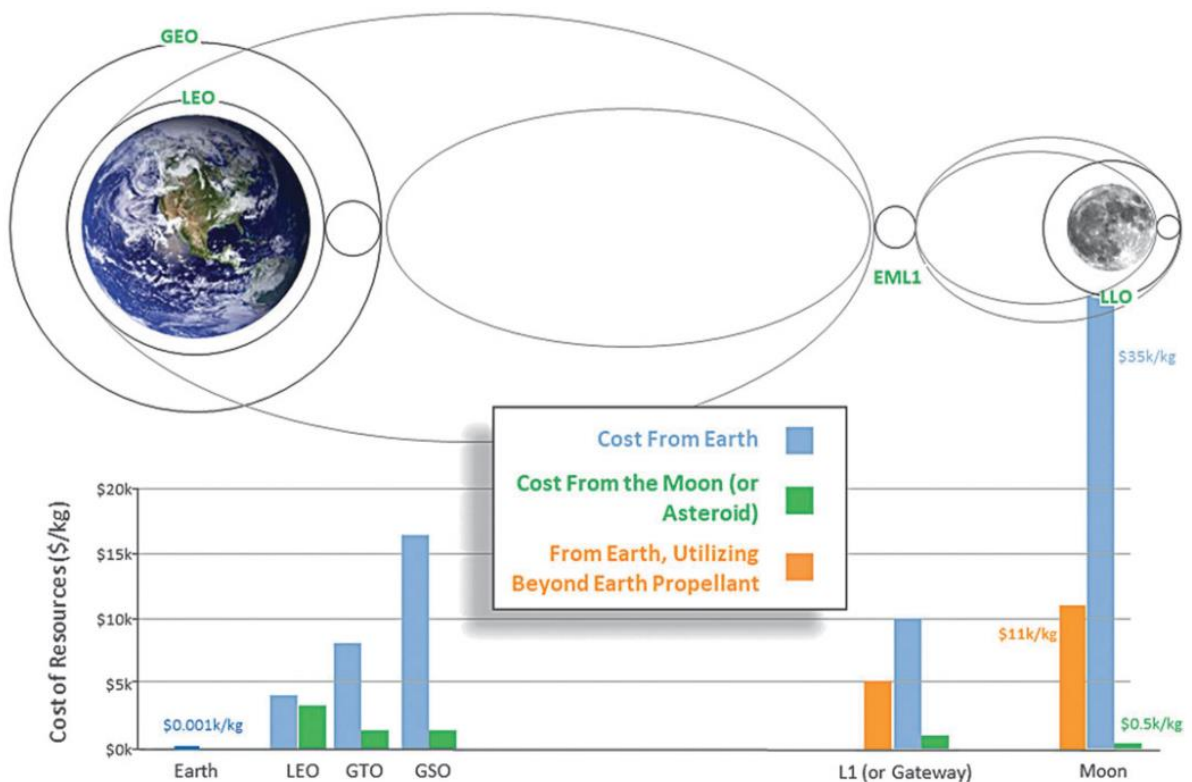 GEO
LEO
EML1
LLO
$35k/kg
Cost From Earth
Cost From the Moon (or
Asteroid)
From Earth, Utilizing
Beyond Earth Propellant
Cost of Resources ($/kg)
$20k
$15k
$10k
$5k
$0k
$0.001k/kg
$11k/kg
$0.5k/kg
Earth
LEO
GTO
GSO
L1 (or Gateway)
Moon